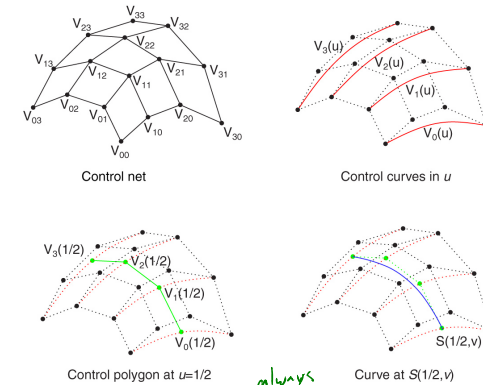 V33
V23
V32
V22
V13
V12
V21
V31
V11
V02
V03
V01
V20
V10
V30
V00
Control net
V3(u)
V2(u)
V1(u)
V0(u)
Control curves in u
V3(1/2)
V2(1/2)
V1(1/2)
V0(1/2)
Control polygon at u=1/2
always
S(1/2,v)
Curve at S(1/2,v)